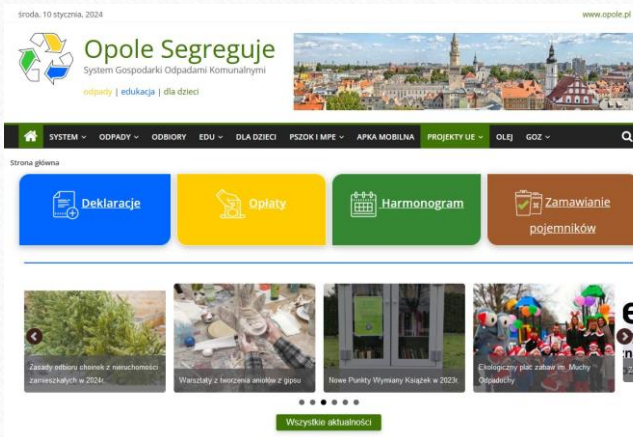 środa, 10 stycznia, 2024
www.opole.pl
Opole Segreguje
System Gospodarki Odpadami Komunalnymi
odpady | edukacja | dla dzieci
SYSTEM ODPADY ODBIORY EDU DLA DZIECI PSZOK I MPE APKA MOBILNA PROJEKTY UE OLEJ GOZ
Strona główna
Deklaracje
Opłaty
Harmonogram
Zamawianie
pojemników
Zasady odbioru choinek z nieruchomości
zamieszkałych w 2024r.
Warsztaty z tworzenia aniołów z gipsu
Nowe Punkty Wymiany Książek w 2023r.
Ekologiczny plac zabaw im. Muchy
Odpadochy
Wszystkie aktualności